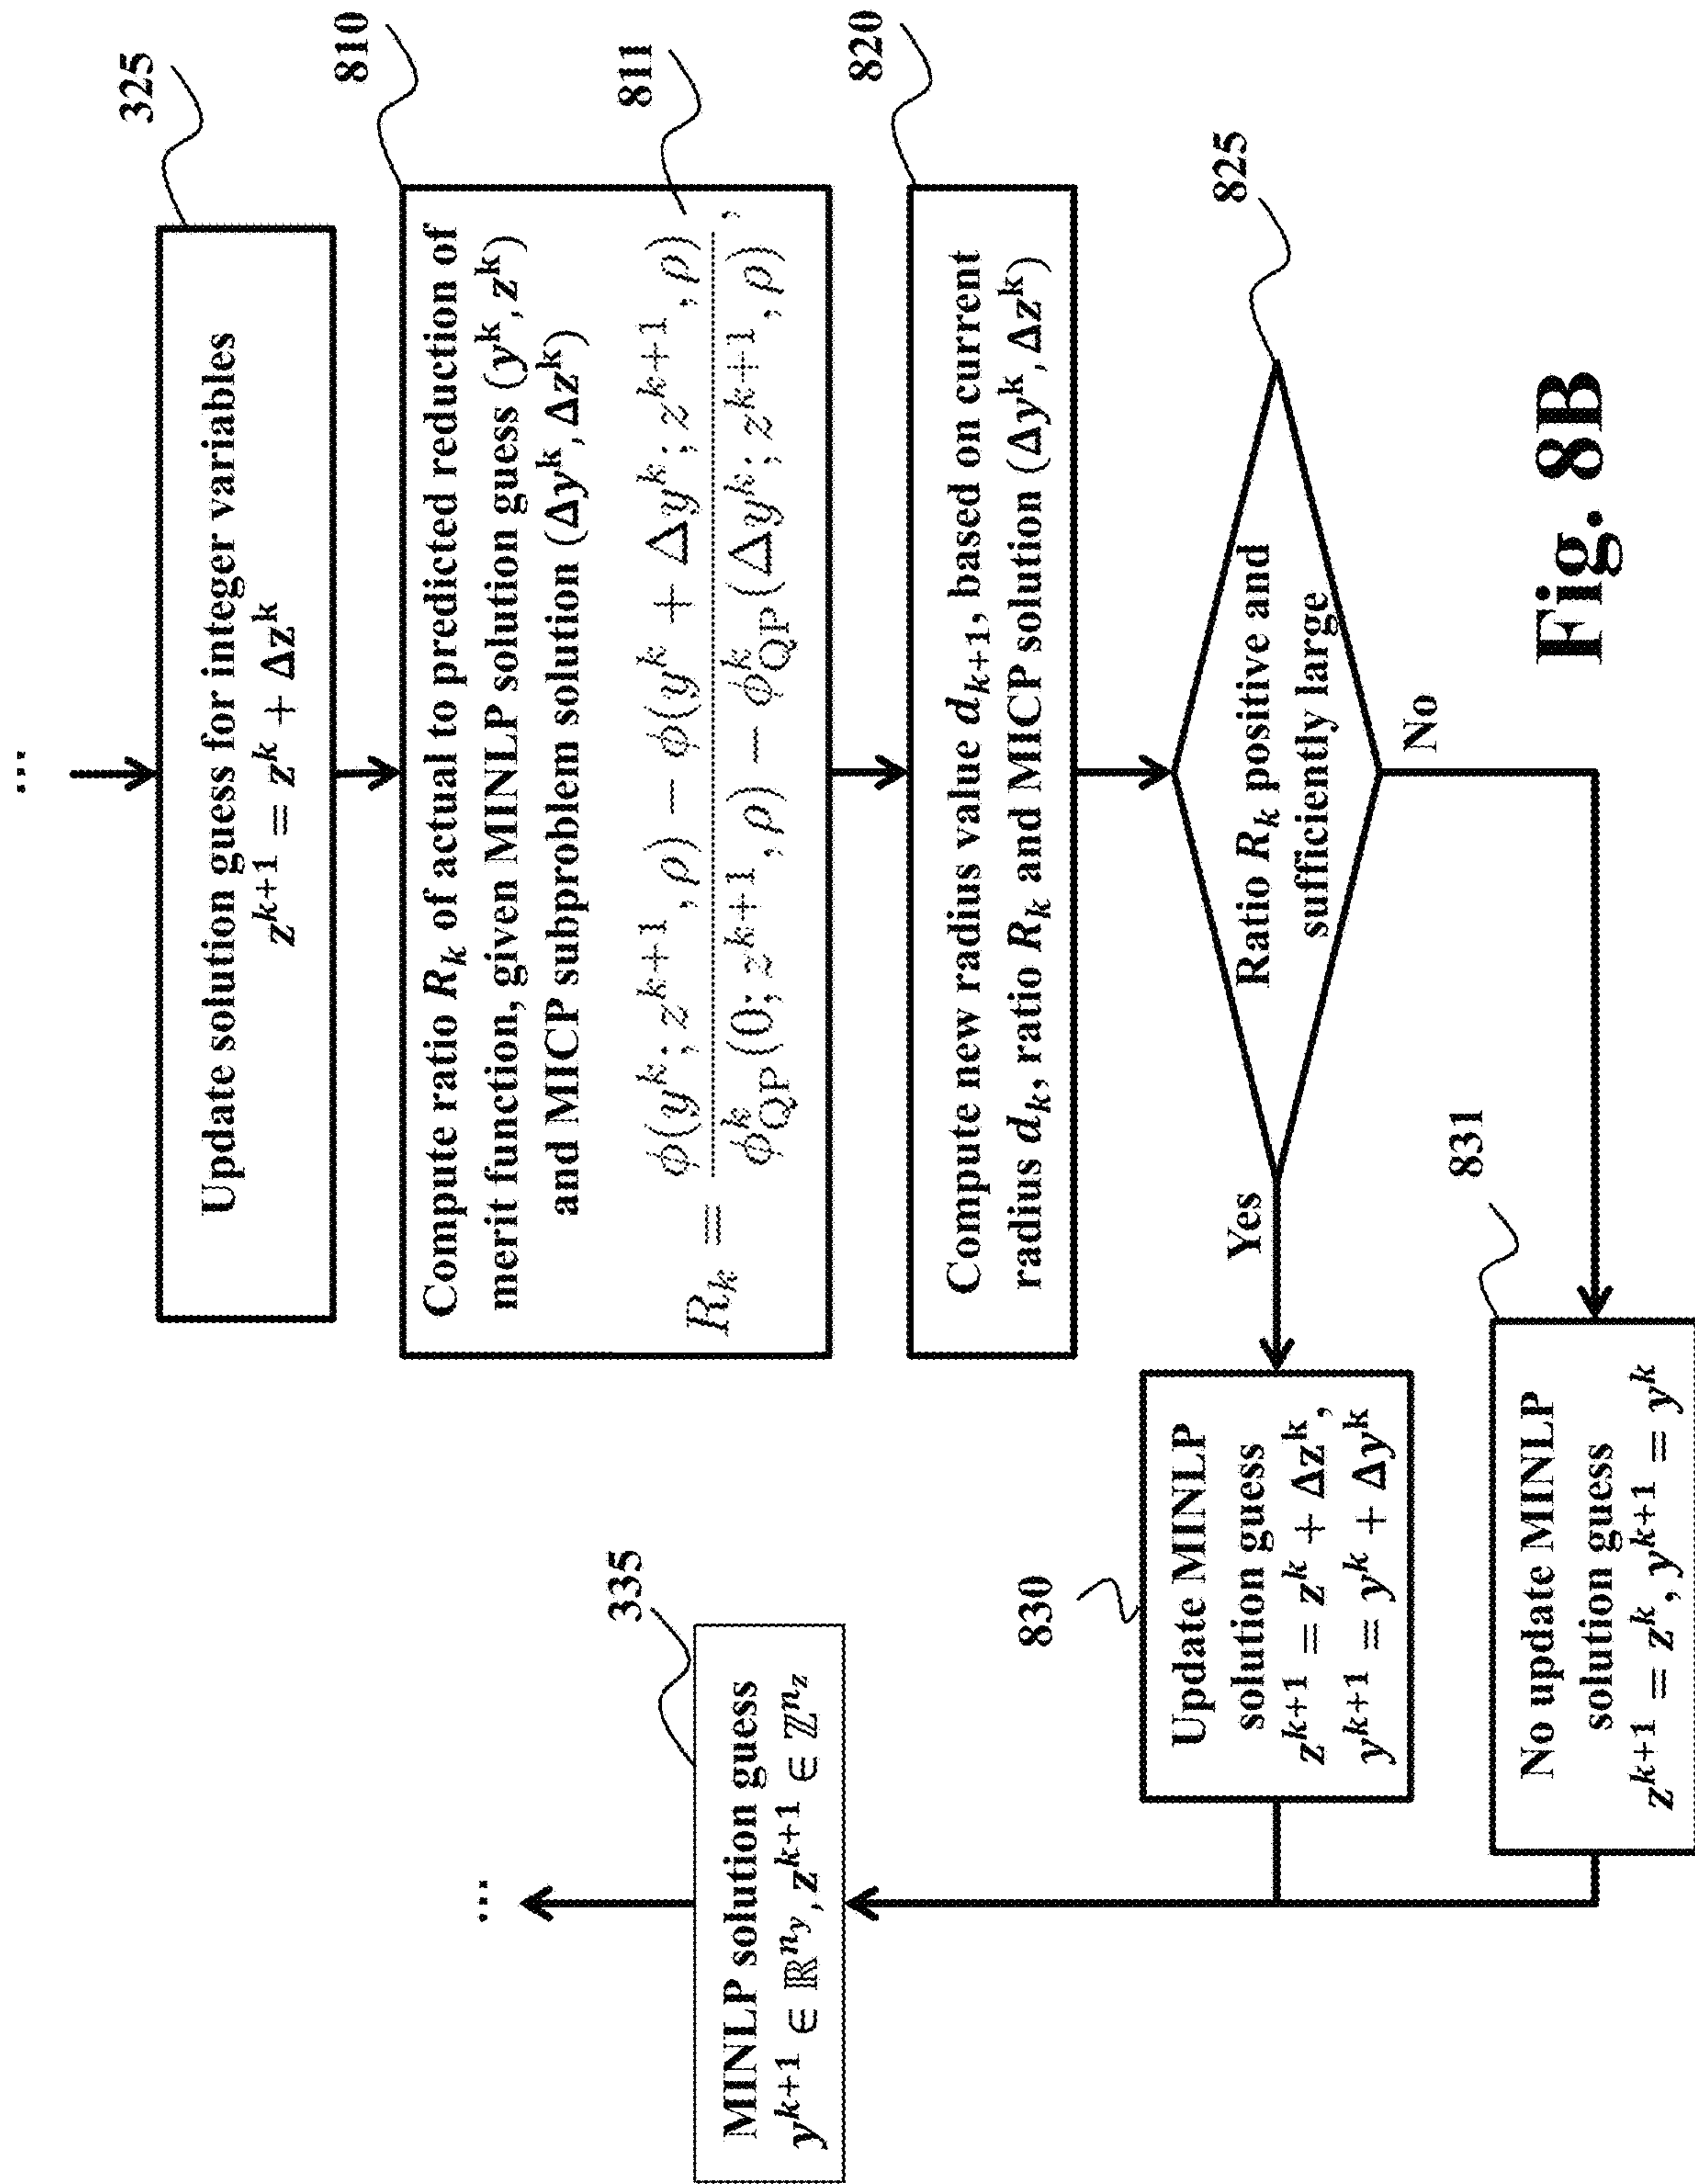 ...
325
Update solution guess for integer variables
z^{k+1} = z^k + Δz^k
810
Compute ratio R_k of actual to predicted reduction of
merit function, given MINLP solution guess (y^k, z^k)
and MICP subproblem solution (Δy^k, Δz^k)
811
R_k = \frac{ϕ(y^k; z^{k+1}, ρ) − ϕ(y^k + Δy^k; z^{k+1}, ρ)}{ϕ^k_{QP}(0; z^{k+1}, ρ) − ϕ^k_{QP}(Δy^k; z^{k+1}, ρ)},
820
Compute new radius value d_{k+1}, based on current
radius d_k, ratio R_k and MICP solution (Δy^k, Δz^k)
825
Ratio R_k positive and
sufficiently large
Yes
No
830
Update MINLP
solution guess
z^{k+1} = z^k + Δz^k,
y^{k+1} = y^k + Δy^k
831
No update MINLP
solution guess
z^{k+1} = z^k, y^{k+1} = y^k
335
MINLP solution guess
y^{k+1} ∈ ℝ^{n_y}, z^{k+1} ∈ ℤ^{n_z}
...
Fig. 8B